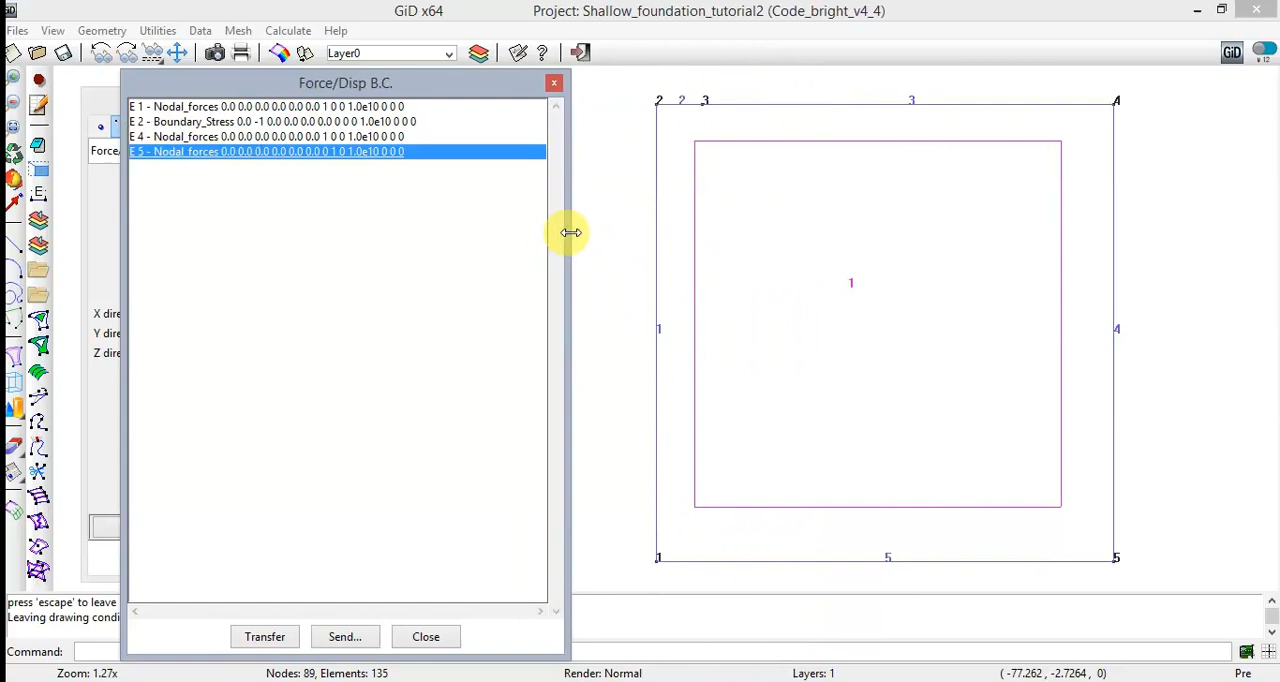 GiD x64 Project: Shallow_foundation_tutorial2 (Code_bright_v4_4)
Files View Geometry Utilities Data Mesh Help Calculate Help
Layer0
GiD
v 12
Force/Disp B.C.
E 1 - Nodal_forces 0.0 0.0 0.0 0.0 0.0 0.0 1 0 0 1.0e10 0 0 0
E 2 - Boundary_Stress 0.0 -1 0.0 0.0 0.0 0.0 0 0 0 1.0e10 0 0 0
E 4 - Nodal_forces 0.0 0.0 0.0 0.0 0.0 0.0 1 0 0 1.0e10 0 0 0
E 5 - Nodal_forces 0.0 0.0 0.0 0.0 0.0 0.0 0 1 0 1.0e10 0 0 0
Force/
X dire
Y dire
Z dire
2 2 3 3 4
1
1 4
1 5 5
Transfer Send... Close
press 'escape' to leave
Leaving drawing condi
Command:
Zoom: 1.27x Nodes: 89, Elements: 135 Render: Normal Layers: 1 ( -77.262 , -2.7264, 0) Pre